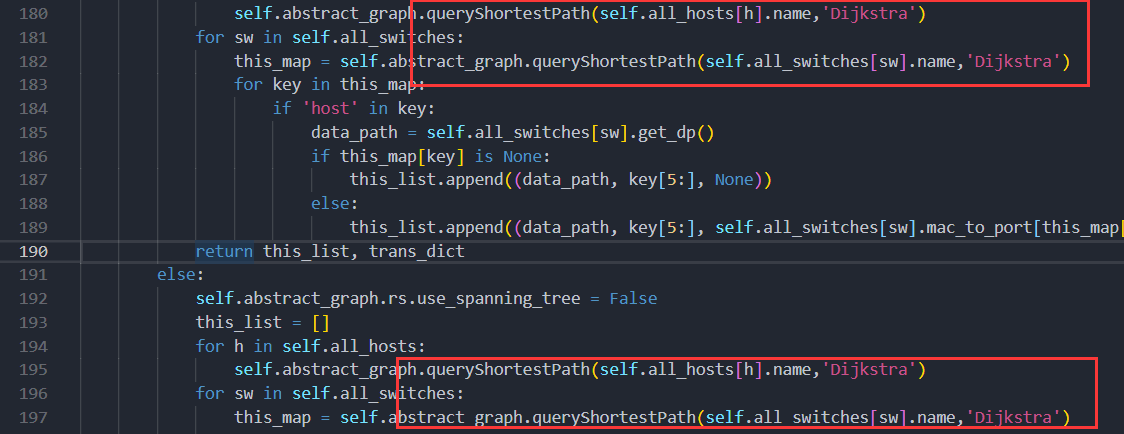 180 self.abstract_graph.queryShortestPath(self.all_hosts[h].name,'Dijkstra')
181 for sw in self.all_switches:
182 this_map = self.abstract_graph.queryShortestPath(self.all_switches[sw].name,'Dijkstra')
183 for key in this_map:
184 if 'host' in key:
185 data_path = self.all_switches[sw].get_dp()
186 if this_map[key] is None:
187 this_list.append((data_path, key[5:], None))
188 else:
189 this_list.append((data_path, key[5:], self.all_switches[sw].mac_to_port[this_map[
190 return this_list, trans_dict
191 else:
192 self.abstract_graph.rs.use_spanning_tree = False
193 this_list = []
194 for h in self.all_hosts:
195 self.abstract_graph.queryShortestPath(self.all_hosts[h].name,'Dijkstra')
196 for sw in self.all_switches:
197 this_map = self.abstract_graph.queryShortestPath(self.all_switches[sw].name,'Dijkstra')